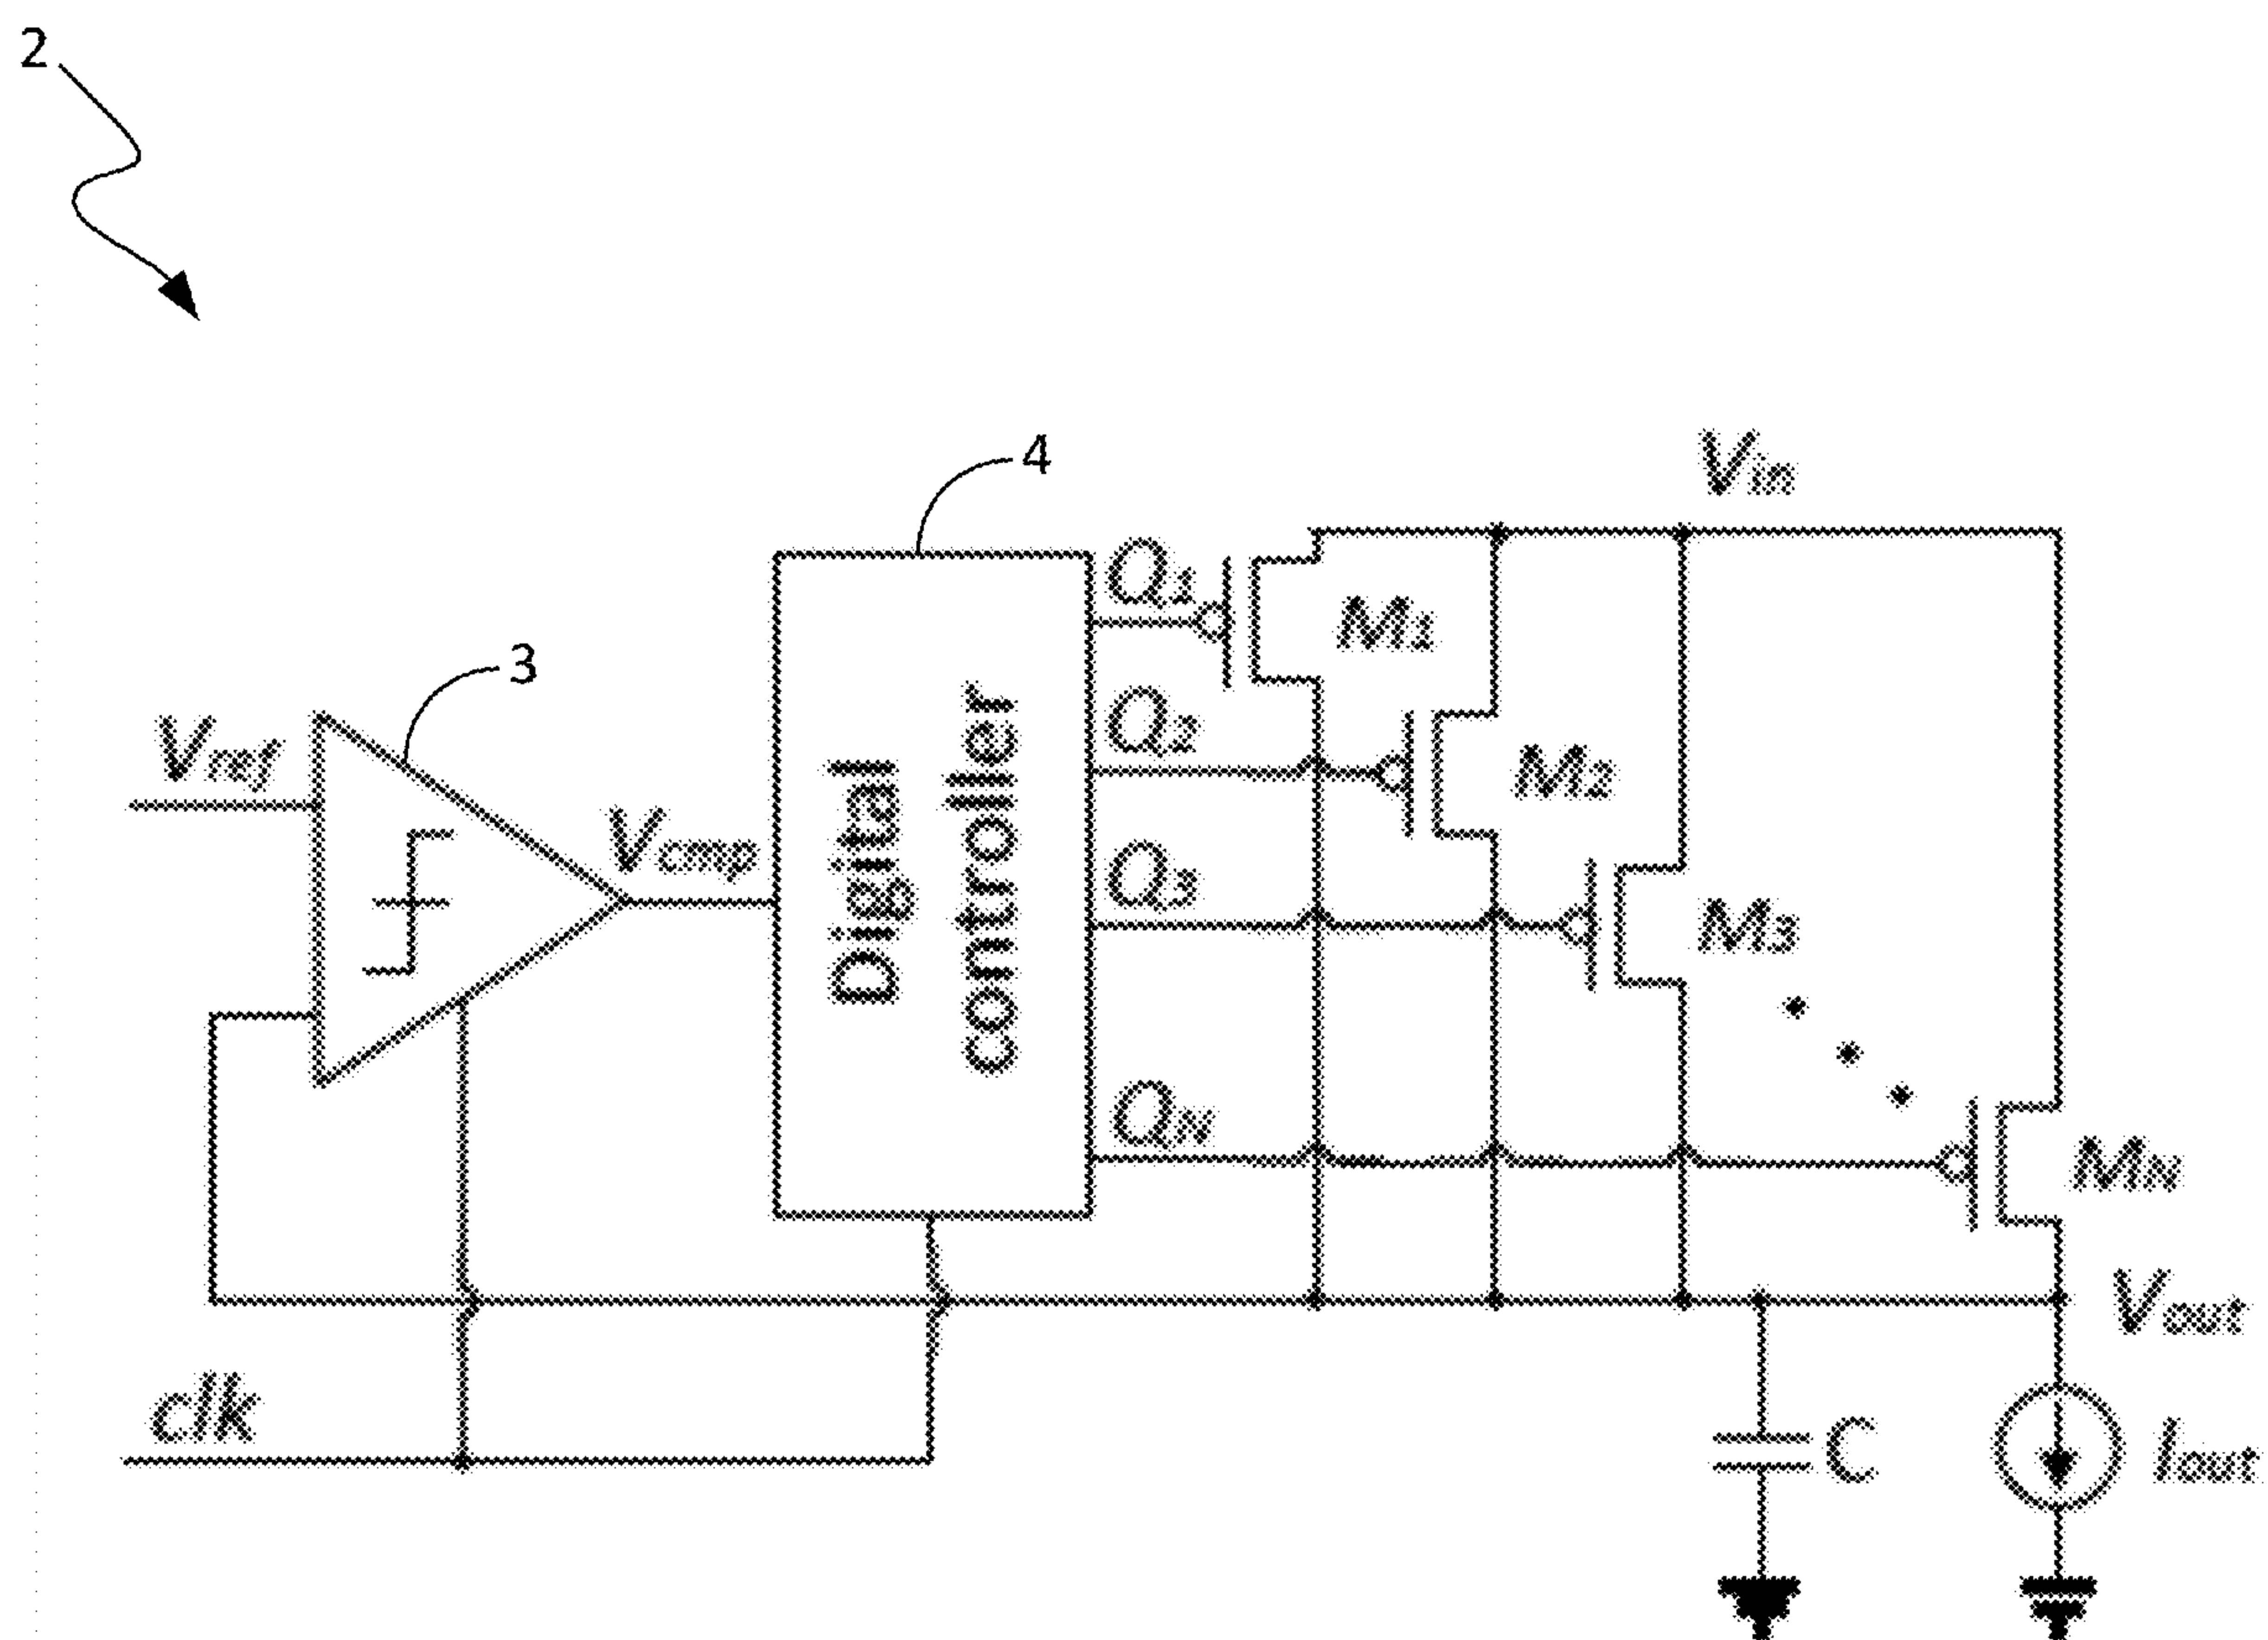 2
4
Vin
Q1
M1
3
Vref
Q2
M2
Vcmp
Digital
controller
Q3
M3
QN
MN
Vout
clk
C
Iout